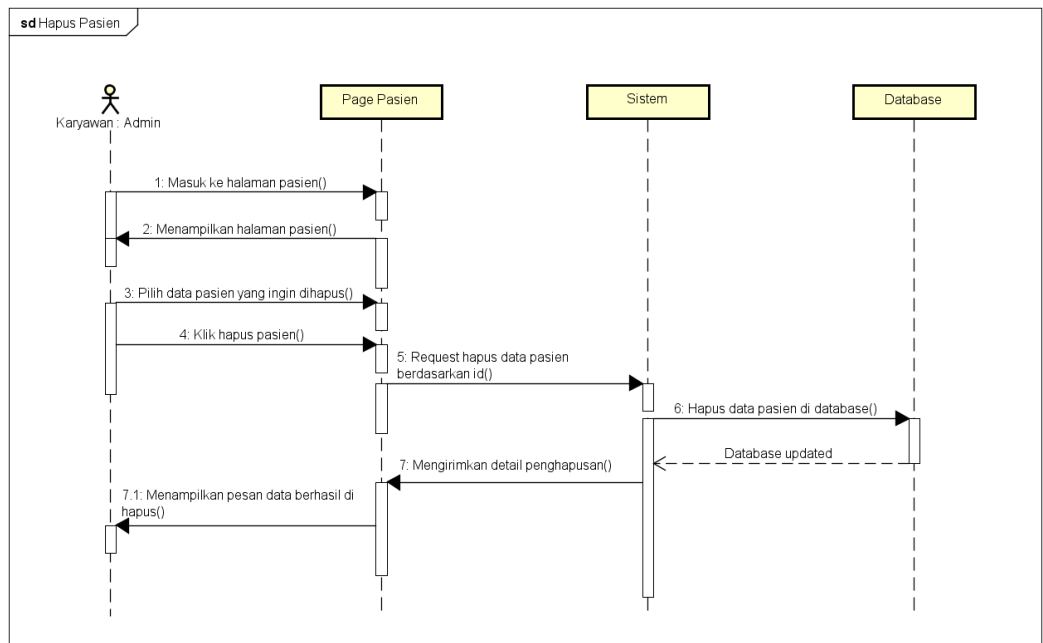 sd Hapus Pasien
Karyawan : Admin
Page Pasien
Sistem
Database
1: Masuk ke halaman pasien()
2: Menampilkan halaman pasien()
3: Pilih data pasien yang ingin dihapus()
4: Klik hapus pasien()
5: Request hapus data pasien
berdasarkan id()
6: Hapus data pasien di database()
Database updated
7: Mengirimkan detail penghapusan()
7.1: Menampilkan pesan data berhasil di
hapus()